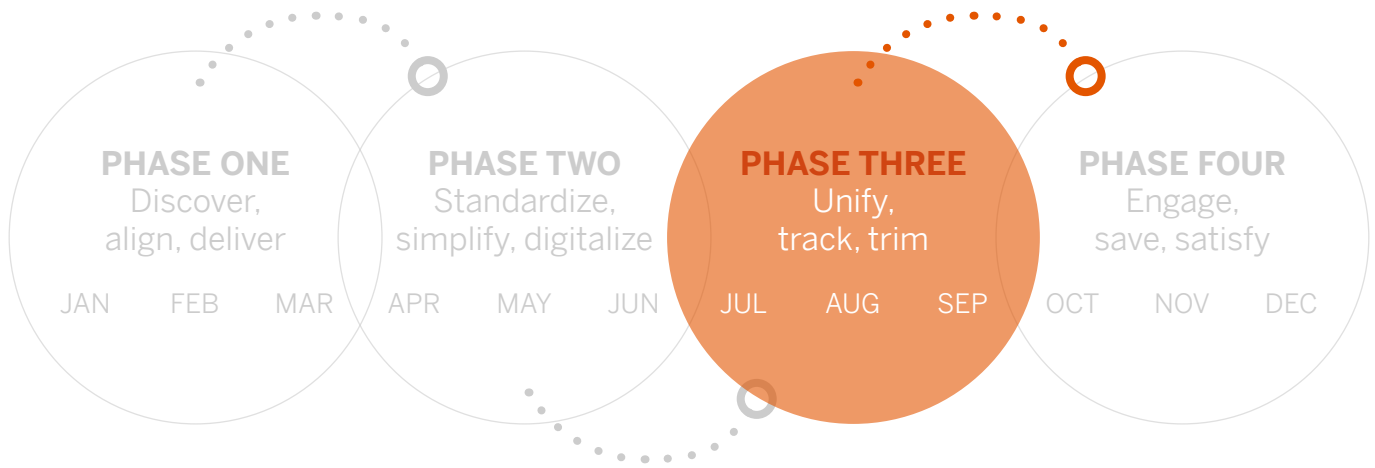 PHASE ONE
Discover,
align, deliver
JAN FEB MAR
PHASE TWO
Standardize,
simplify, digitalize
APR MAY JUN
PHASE THREE
Unify,
track, trim
JUL AUG SEP
PHASE FOUR
Engage,
save, satisfy
OCT NOV DEC